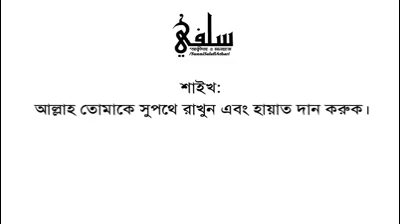 سلفي
শাইখ:
আল্লাহ তোমাকে সুপথে রাখুন এবং হায়াত দান করুক।